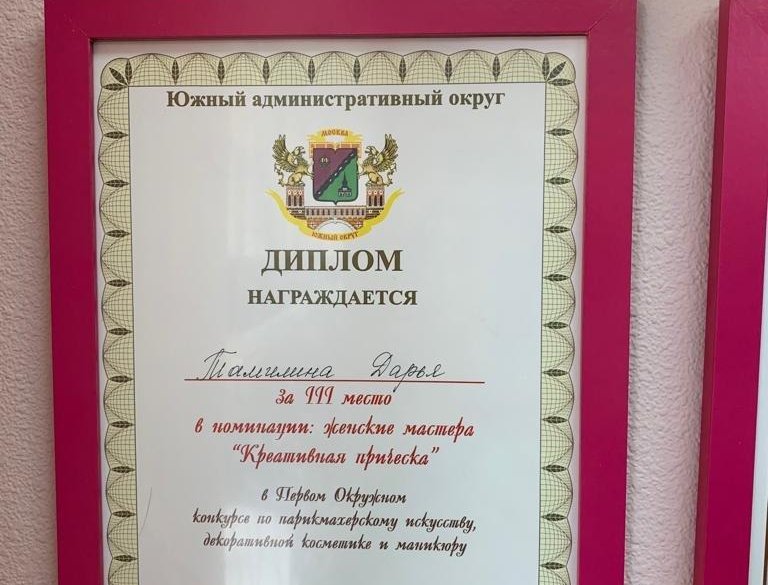 Южный административный округ
МОСКВА
ЮЖНЫЙ ОКРУГ
ДИПЛОМ
НАГРАЖДАЕТСЯ
Дарья
за III место
в номинации: женские мастера
“Креативная прическа”
в Первом Окружном
конкурсе по парикмахерскому искусству,
декоративной косметике и маникюру